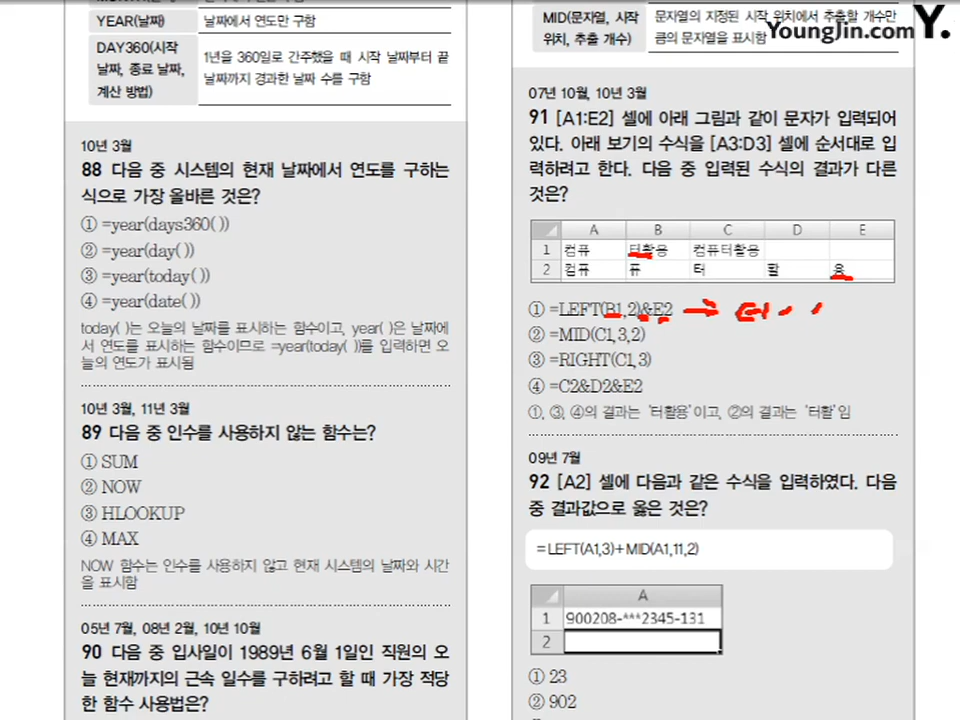 YEAR(날짜)
날짜에서 연도만 구함
DAY360(시작
날짜, 종료 날짜,
계산 방법)
1년을 360일로 간주했을 때 시작 날짜부터 끝
날짜까지 경과한 날짜 수를 구함
10년 3월
88 다음 중 시스템의 현재 날짜에서 연도를 구하는
식으로 가장 올바른 것은?
① =year(days360( ))
② =year(day( ))
③ =year(today( ))
④ =year(date( ))
today( )는 오늘의 날짜를 표시하는 함수이고, year( )은 날짜에
서 연도를 표시하는 함수이므로 =year(today( ))를 입력하면 오
늘의 연도가 표시됨
10년 3월, 11년 3월
89 다음 중 인수를 사용하지 않는 함수는?
① SUM
② NOW
③ HLOOKUP
④ MAX
NOW 함수는 인수를 사용하지 않고 현재 시스템의 날짜와 시간
을 표시함
05년 7월, 08년 2월, 10년 10월
90 다음 중 입사일이 1989년 6월 1일인 직원의 오
늘 현재까지의 근속 일수를 구하려고 할 때 가장 적당
한 함수 사용법은?
MID(문자열, 시작
위치, 추출 개수)
문자열의 지정된 시작 위치에서 추출할 개수만
큼의 문자열을 표시함
YoungJin.com Y.
07년 10월, 10년 3월
91 [A1:E2] 셀에 아래 그림과 같이 문자가 입력되어
있다. 아래 보기의 수식을 [A3:D3] 셀에 순서대로 입
력하려고 한다. 다음 중 입력된 수식의 결과가 다른
것은?
A B C D E
1 컴퓨 터활용 컴퓨터활용
2 컴퓨 퓨 터 활 용
① =LEFT(B1,2)&E2 터
② =MID(C1,3,2)
③ =RIGHT(C1,3)
④ =C2&D2&E2
①, ③, ④의 결과는 '터활용'이고, ②의 결과는 '터활'임
09년 7월
92 [A2] 셀에 다음과 같은 수식을 입력하였다. 다음
중 결과값으로 옳은 것은?
=LEFT(A1,3)+MID(A1,11,2)
A
1 900208-***2345-131
2
① 23
② 902